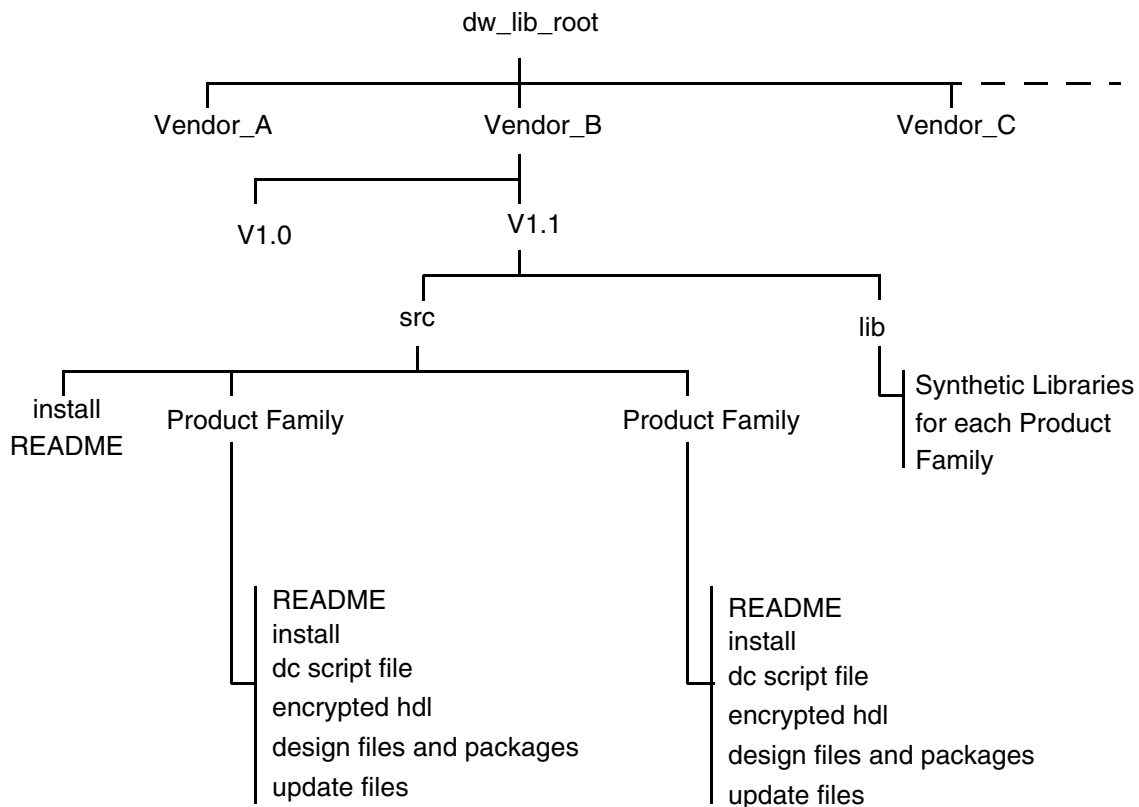 dw_lib_root
Vendor_A
Vendor_B
Vendor_C
V1.0
V1.1
src
lib
install
README
Product Family
Product Family
Synthetic Libraries
for each Product
Family
README
install
dc script file
encrypted hdl
design files and packages
update files
README
install
dc script file
encrypted hdl
design files and packages
update files